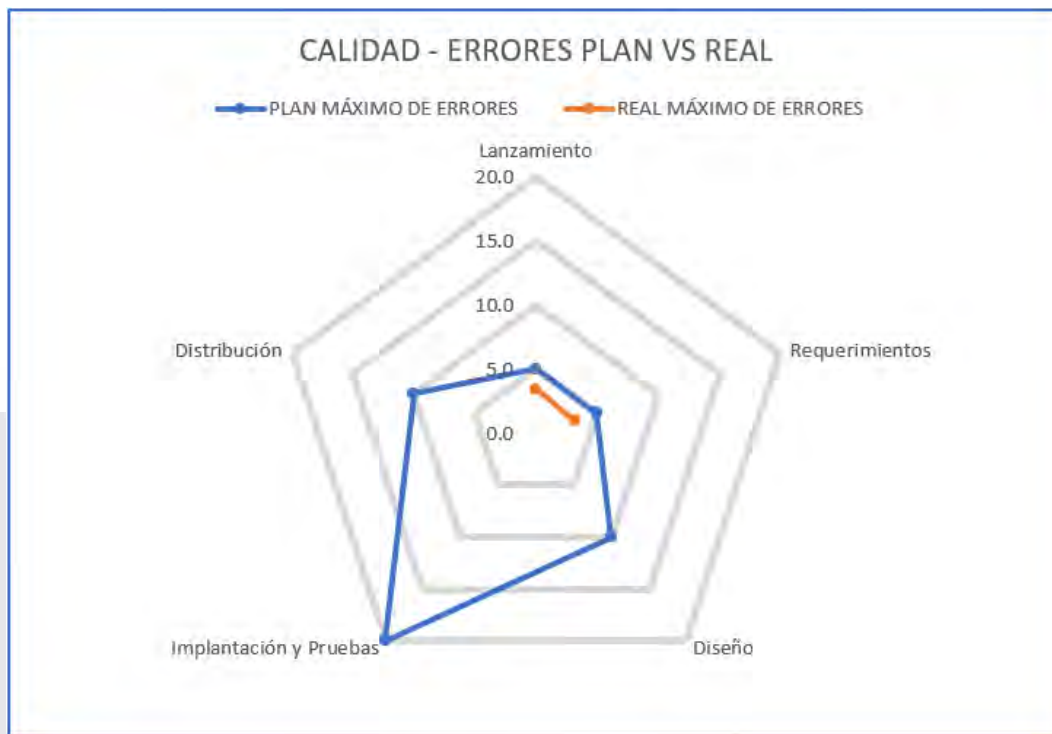 CALIDAD - ERRORES PLAN VS REAL
PLAN MÁXIMO DE ERRORES
REAL MÁXIMO DE ERRORES
Lanzamiento
20.0
15.0
10.0
5.0
0.0
Distribución
Requerimientos
Implantación y Pruebas
Diseño